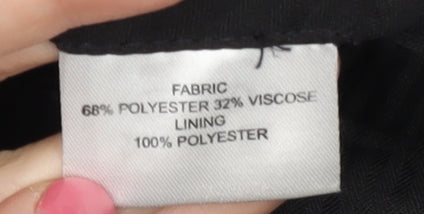 FABRIC
68% POLYESTER 32% VISCOSE
LINING
100% POLYESTER